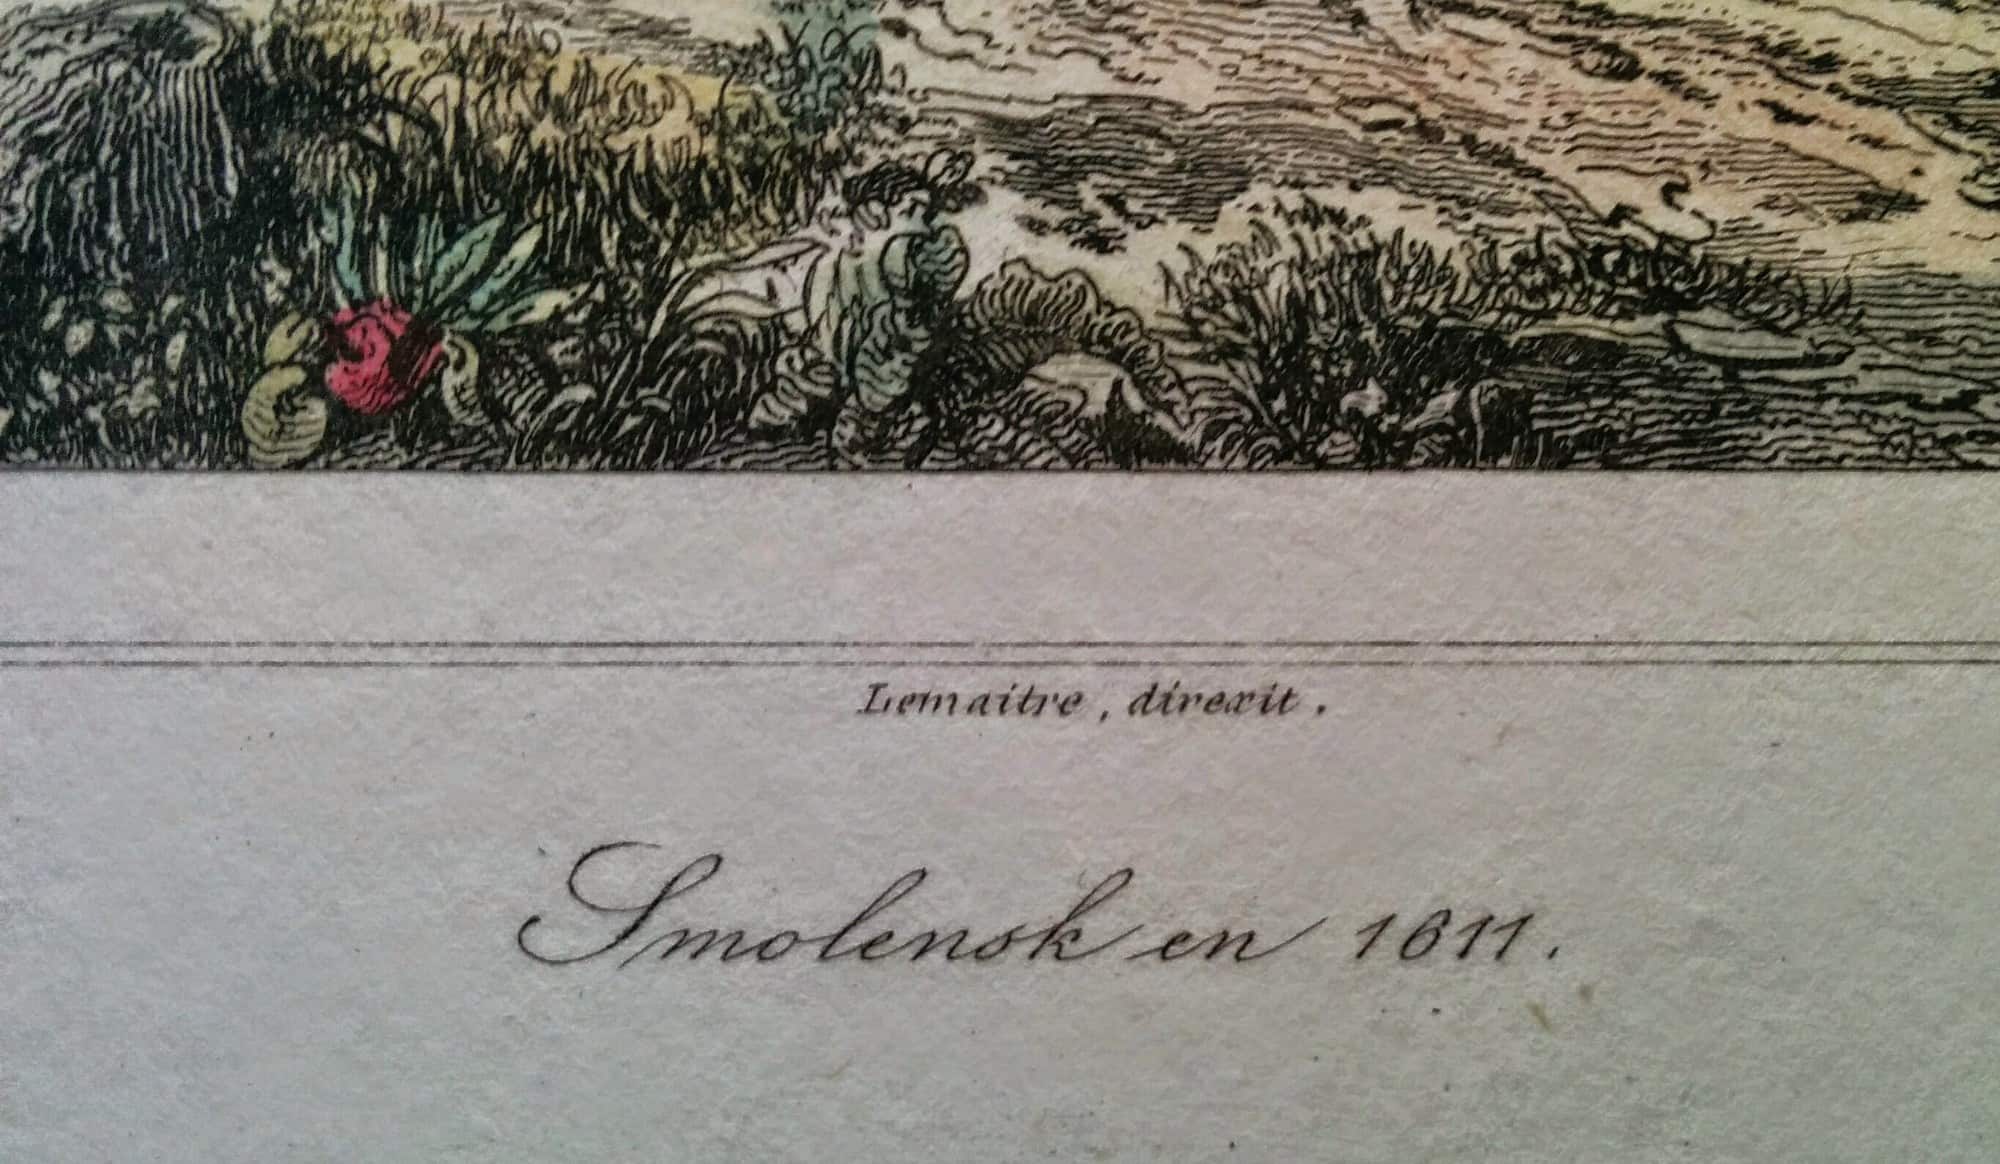 Lemaitre, direxit.
Smolensk en 1611.